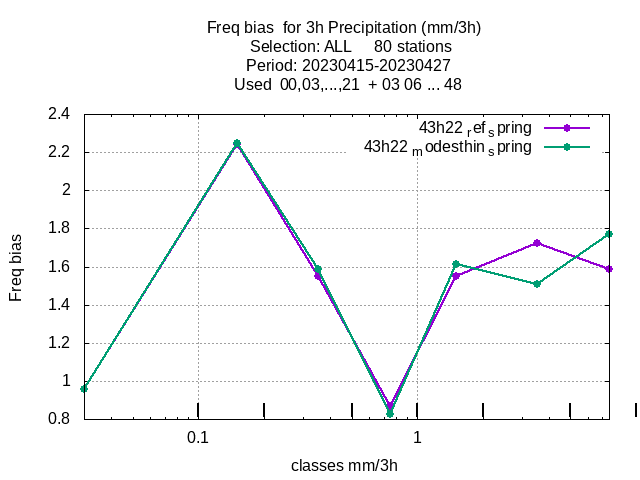 Freq bias  for 3h Precipitation (mm/3h)
Selection: ALL     80 stations
Period: 20230415-20230427
Used  00,03,...,21  + 03 06 ... 48
43h22 ref spring
43h22 modesthin spring
2.4
2.2
2
1.8
1.6
1.4
1.2
1
0.8
Freq bias
0.1
1
classes mm/3h